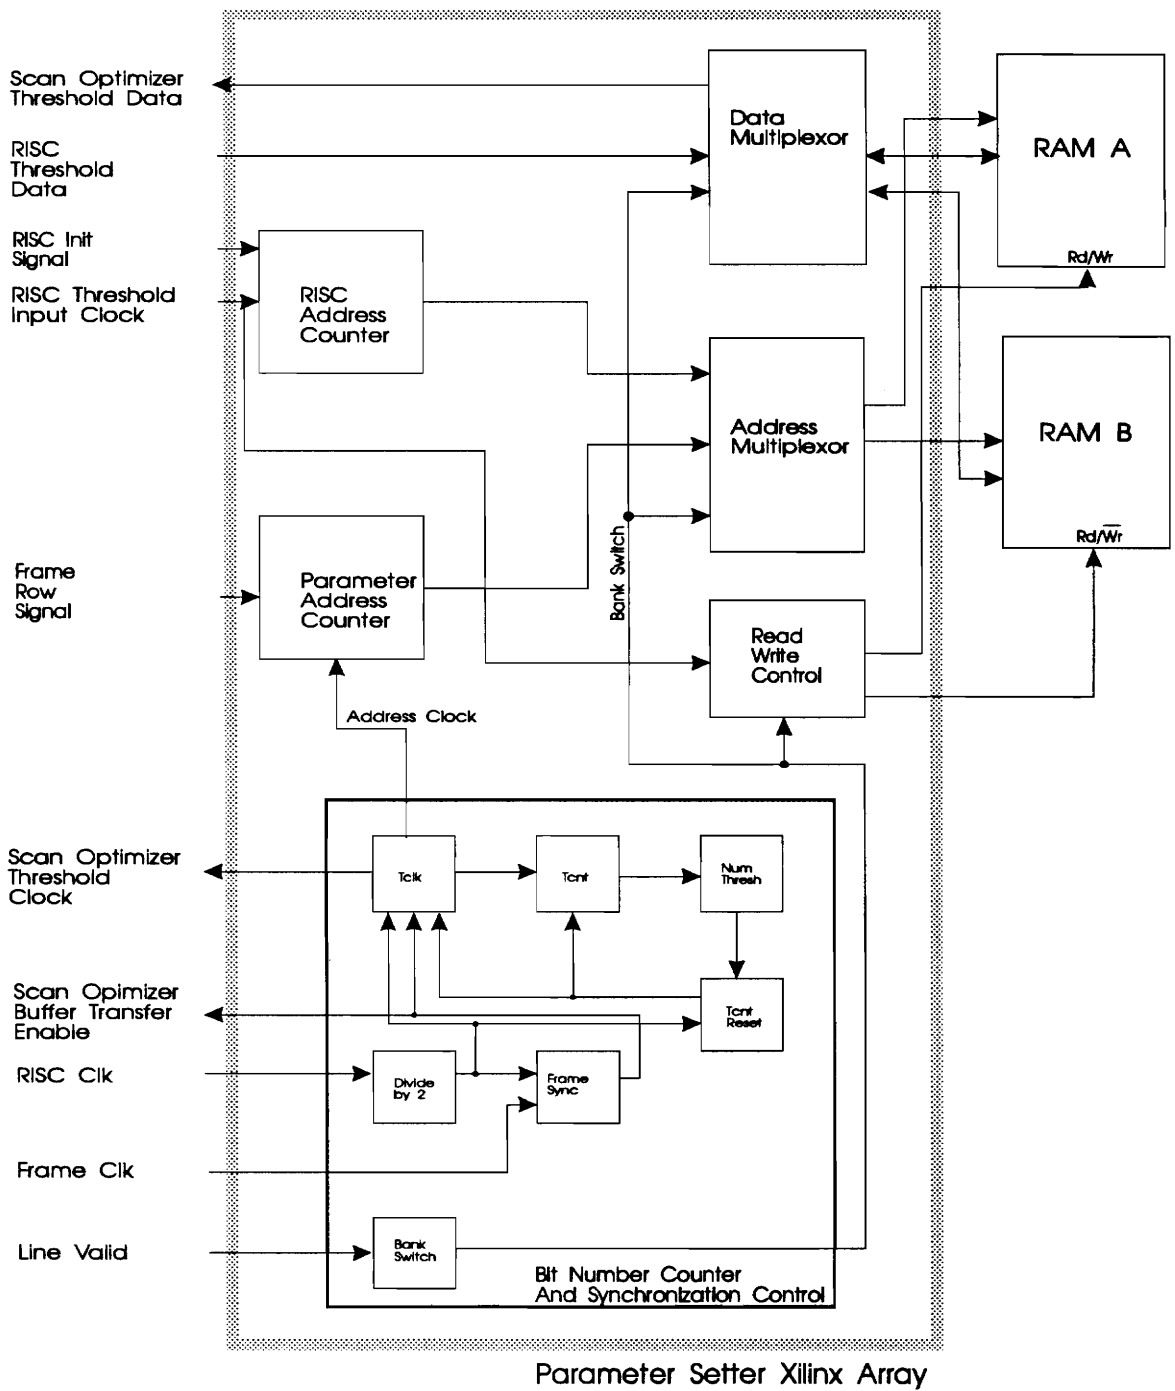 Scan Optimizer
Threshold Data
RISC
Threshold
Data
RISC Init
Signal
RISC Threshold
Input Clock
Frame
Row
Signal
Scan Optimizer
Threshold
Clock
Scan Opimizer
Buffer Transfer
Enable
RISC Clk
Frame Clk
Line Valid
Data
Multiplexor
RAM A
Rd/Wr
RISC
Address
Counter
Address
Multiplexor
RAM B
Rd/W̅r̅
Parameter
Address
Counter
Bank Switch
Read
Write
Control
Address Clock
Tclk
Tcnt
Num
Thresh
Tcnt
Reset
Divide
by 2
Frame
Sync
Bank
Switch
Bit Number Counter
And Synchronization Control
Parameter Setter Xilinx Array